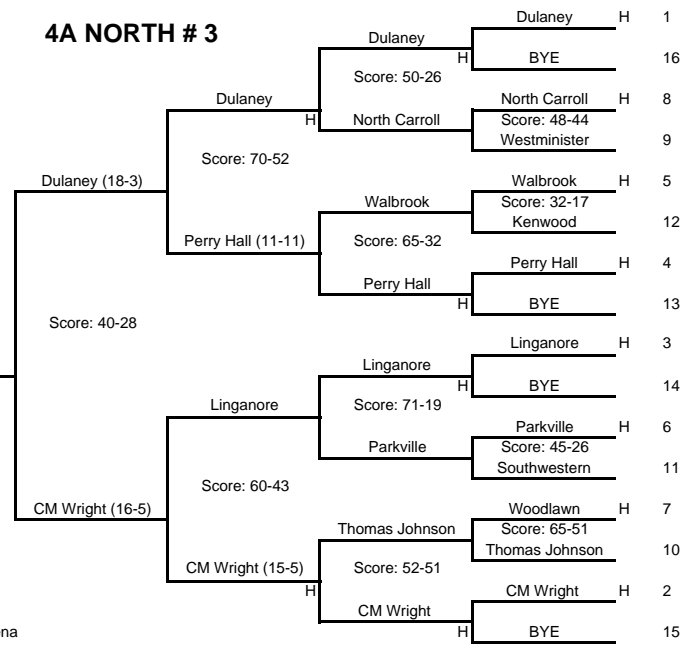 4A NORTH # 3
Dulaney H 1
Dulaney
H BYE 16
Score: 50-26
Dulaney
H
North Carroll H 8
North Carroll
Score: 48-44
Westminister 9
Score: 70-52
Dulaney (18-3)
Walbrook H 5
Walbrook
Score: 32-17
Kenwood 12
Perry Hall (11-11)
Score: 65-32
Perry Hall H 4
Perry Hall
H BYE 13
Score: 40-28
Linganore H 3
Linganore
H BYE 14
Linganore
Score: 71-19
Parkville H 6
Parkville
Score: 45-26
Southwestern 11
Score: 60-43
CM Wright (16-5)
Woodlawn H 7
Thomas Johnson
Score: 65-51
Thomas Johnson 10
CM Wright (15-5)
H
Score: 52-51
CM Wright H 2
CM Wright
H BYE 15
ena